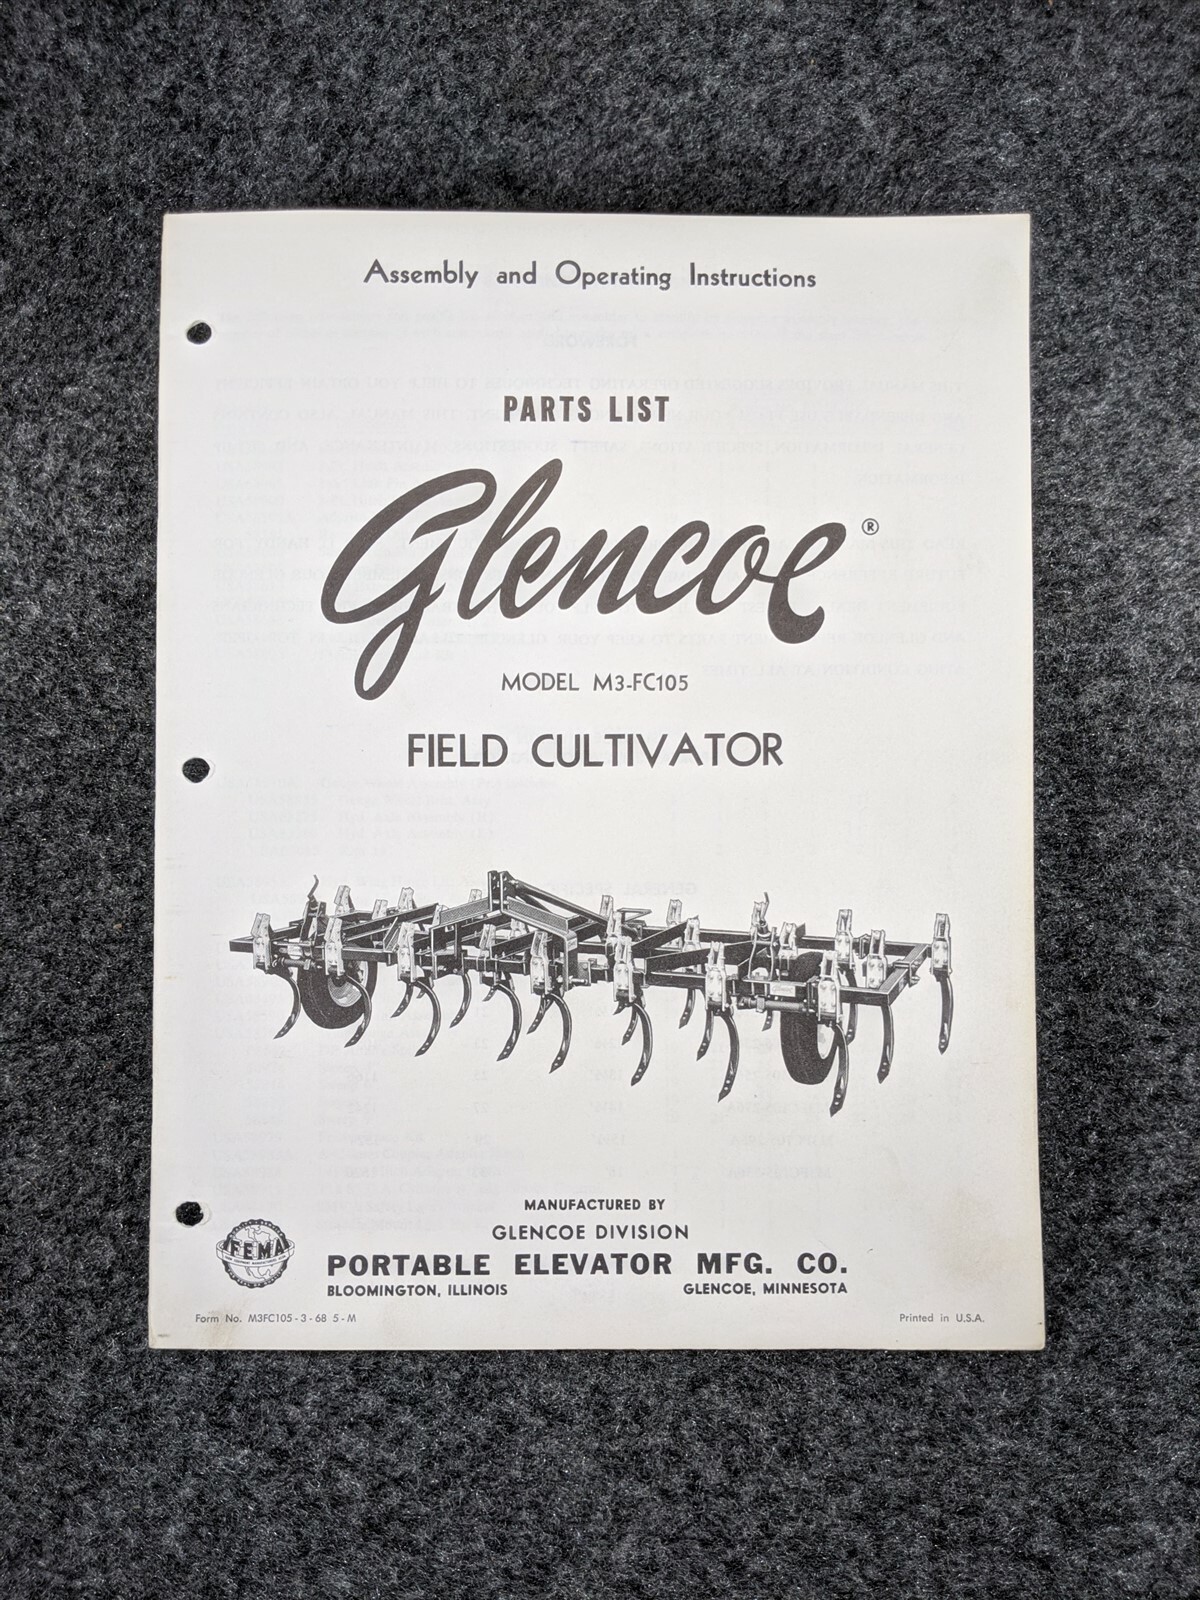 Assembly and Operating Instructions
PARTS LIST
Glencoe®
MODEL M3-FC105
FIELD CULTIVATOR
MANUFACTURED BY
GLENCOE DIVISION
PORTABLE ELEVATOR MFG. CO.
BLOOMINGTON, ILLINOIS GLENCOE, MINNESOTA
FEMA
Form No. M3FC105-3-68 5-M Printed in U.S.A.